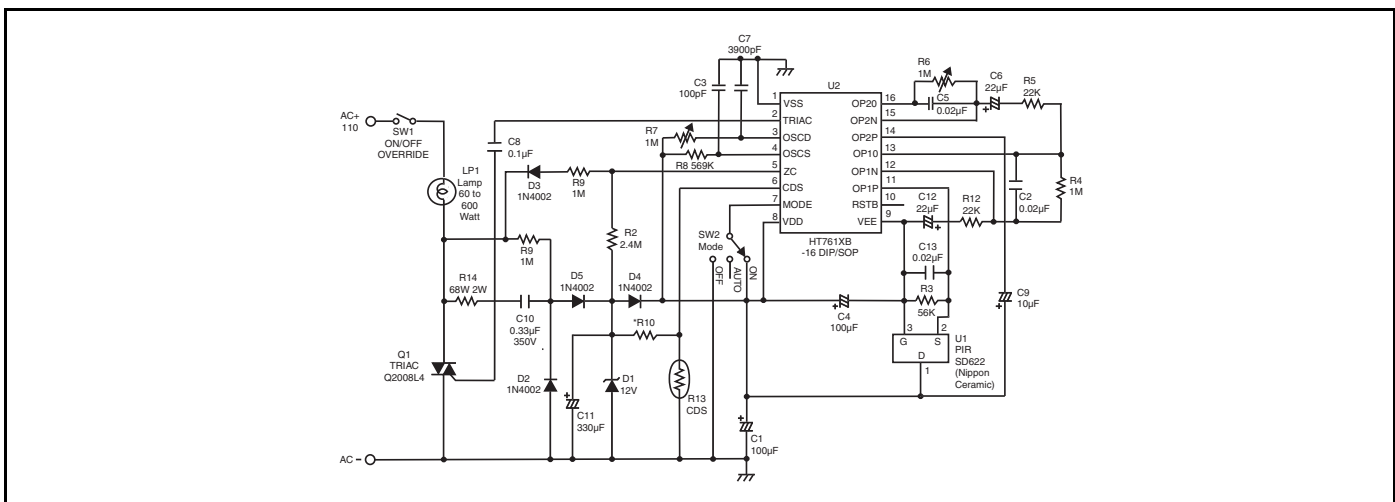 C7
3900pF
C3
100pF
U2
R6
1M
C6
22µF
R5
22K
C5
0.02µF
1
VSS
2
TRIAC
3
OSCD
4
OSCS
5
ZC
6
CDS
7
MODE
8
VDD
OP20
16
OP2N
15
OP2P
14
OP10
13
OP1N
12
OP1P
11
RSTB
10
VEE
9
HT761XB
-16 DIP/SOP
AC+
110
SW1
ON/OFF
OVERRIDE
C8
0.1µF
R7
1M
R8 569K
LP1
Lamp
60 to
600
Watt
D3
1N4002
R9
1M
R4
1M
C2
0.02µF
C12
22µF
R12
22K
R9
1M
R2
2.4M
SW2
Mode
OFF
AUTO
ON
C13
0.02µF
R14
68W 2W
D5
1N4002
D4
1N4002
C10
0.33µF
350V
*R10
C4
100µF
R3
56K
C9
10µF
3
2
G
S
D
1
U1
PIR
SD622
(Nippon
Ceramic)
Q1
TRIAC
Q2008L4
D2
1N4002
D1
12V
R13
CDS
C11
330µF
C1
100µF
AC -